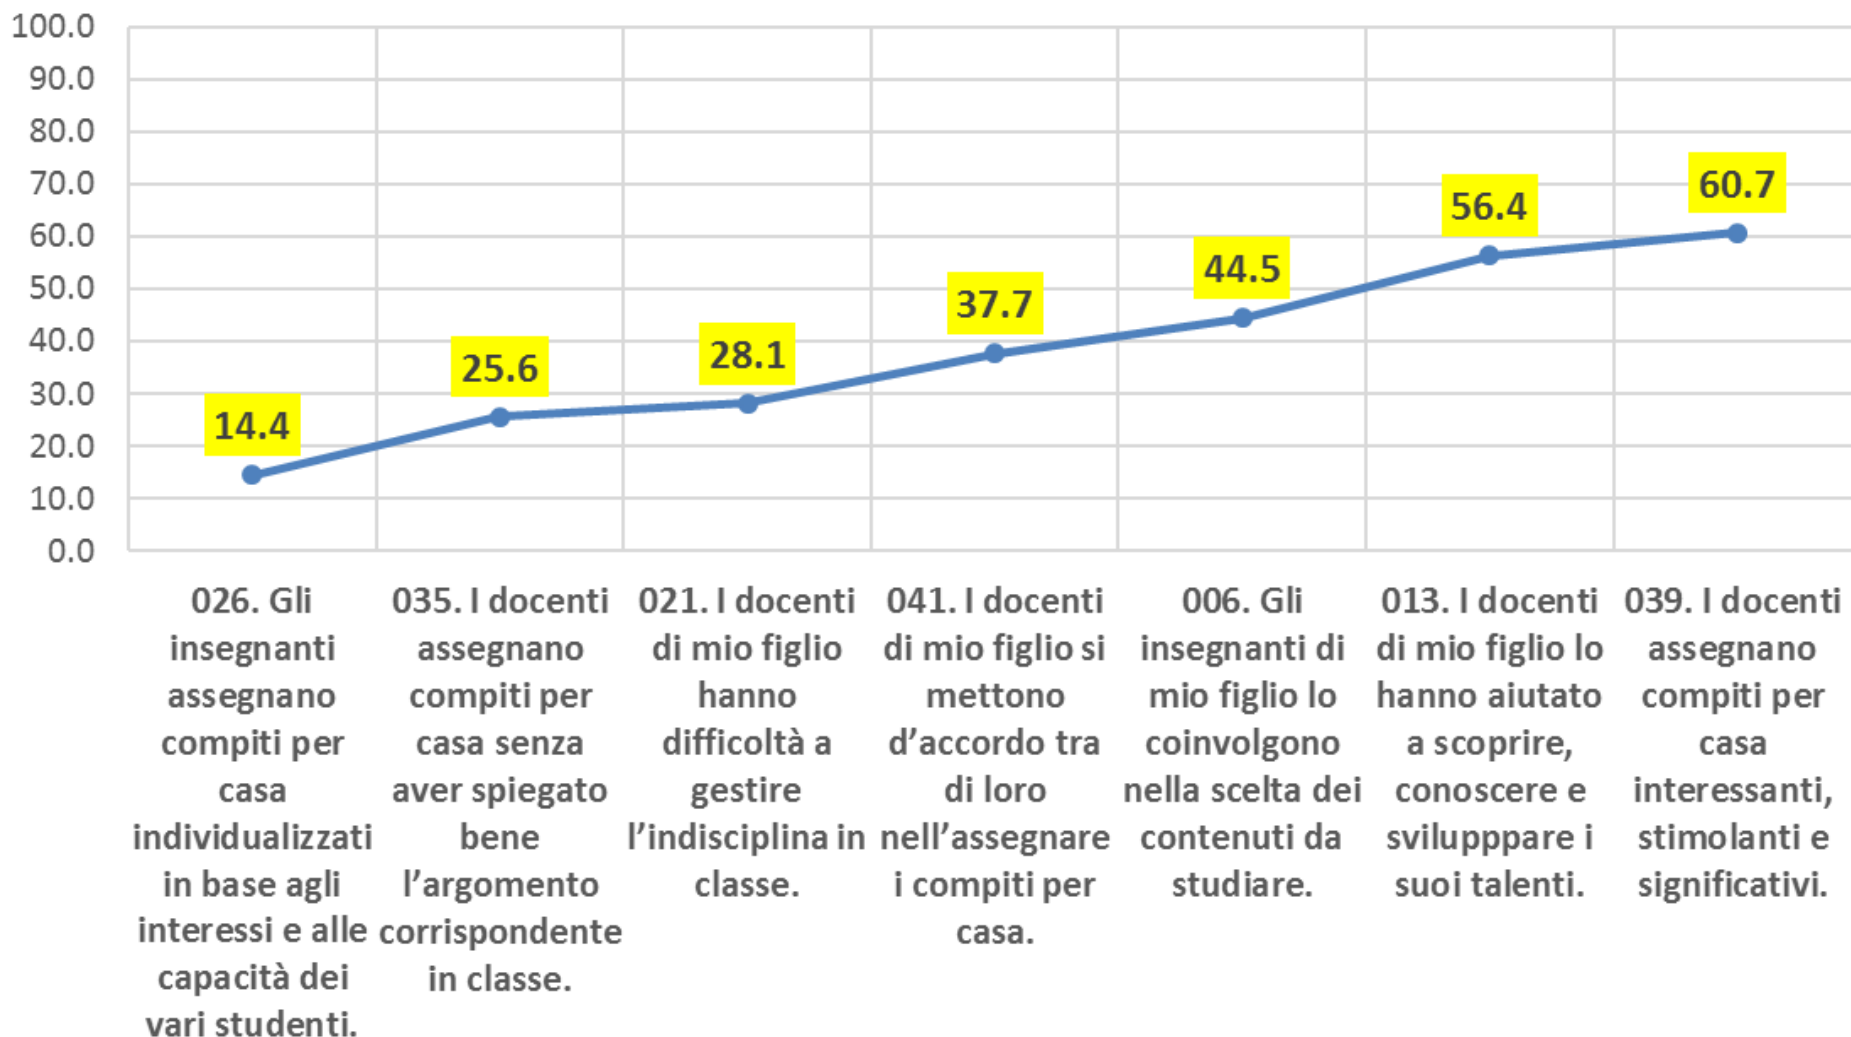 100.0
90.0
80.0
70.0
60.0
50.0
40.0
30.0
20.0
10.0
0.0
14.4
25.6
28.1
37.7
44.5
56.4
60.7
026. Gli
insegnanti
assegnano
compiti per
casa
individualizzati
in base agli
interessi e alle
capacità dei
vari studenti.
035. I docenti
assegnano
compiti per
casa senza
aver spiegato
bene
l’argomento
corrispondente
in classe.
021. I docenti
di mio figlio
hanno
difficoltà a
gestire
l’indisciplina in
classe.
041. I docenti
di mio figlio si
mettono
d’accordo tra
di loro
nell’assegnare
i compiti per
casa.
006. Gli
insegnanti di
mio figlio lo
coinvolgono
nella scelta dei
contenuti da
studiare.
013. I docenti
di mio figlio lo
hanno aiutato
a scoprire,
conoscere e
svilupppare i
suoi talenti.
039. I docenti
assegnano
compiti per
casa
interessanti,
stimolanti e
significativi.